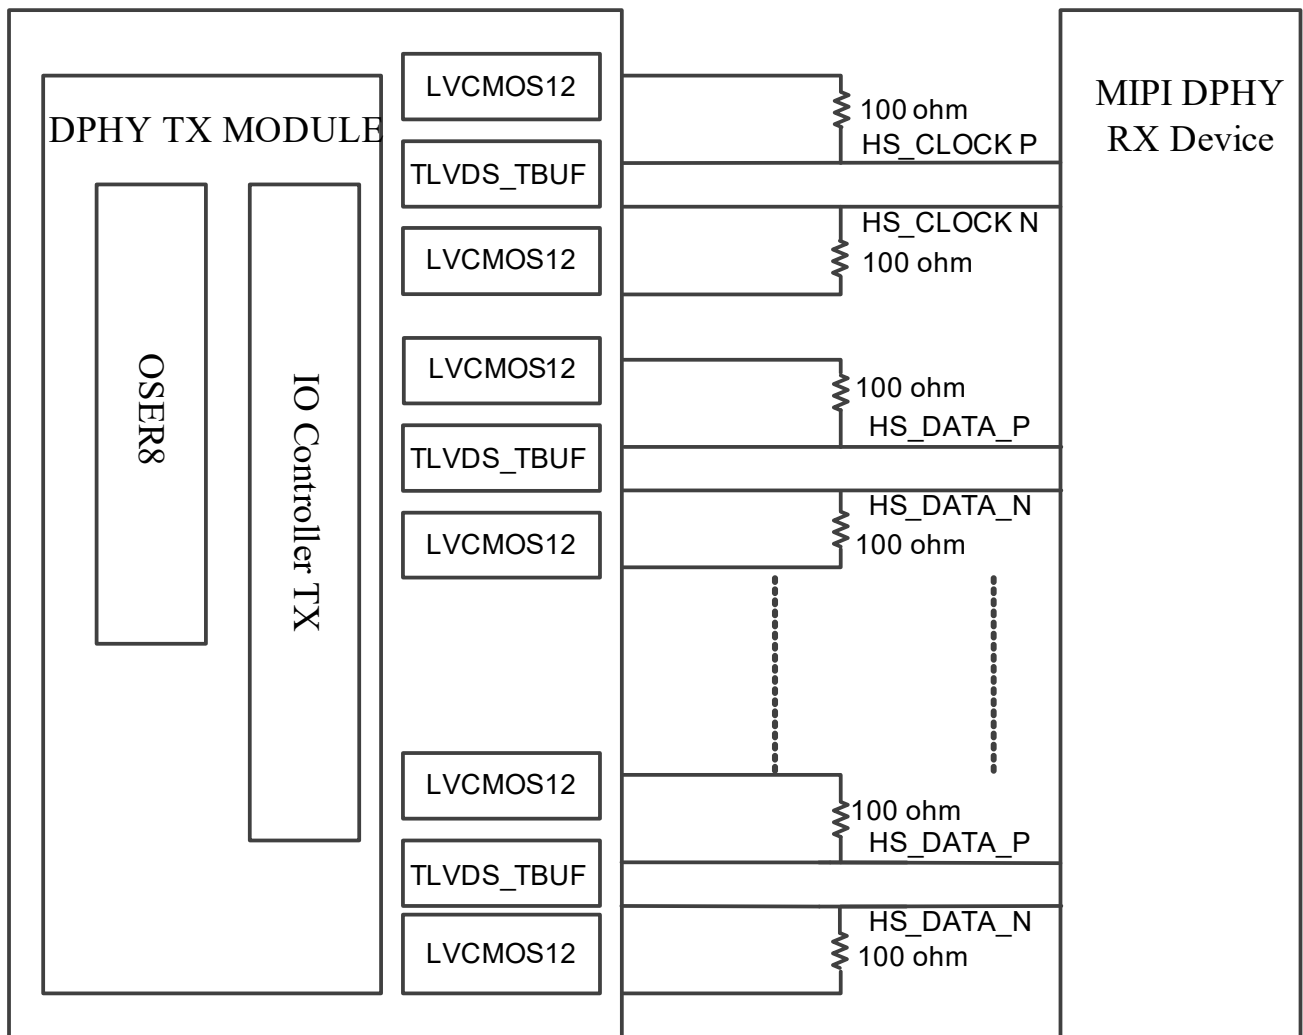 DPHY TX MODULE
OSER8
IO Controller TX
LVCMOS12
TLVDS_TBUF
LVCMOS12
LVCMOS12
TLVDS_TBUF
LVCMOS12
LVCMOS12
TLVDS_TBUF
LVCMOS12
100 ohm
HS_CLOCK P
HS_CLOCK N
100 ohm
100 ohm
HS_DATA_P
HS_DATA_N
100 ohm
100 ohm
HS_DATA_P
HS_DATA_N
100 ohm
MIPI DPHY
RX Device